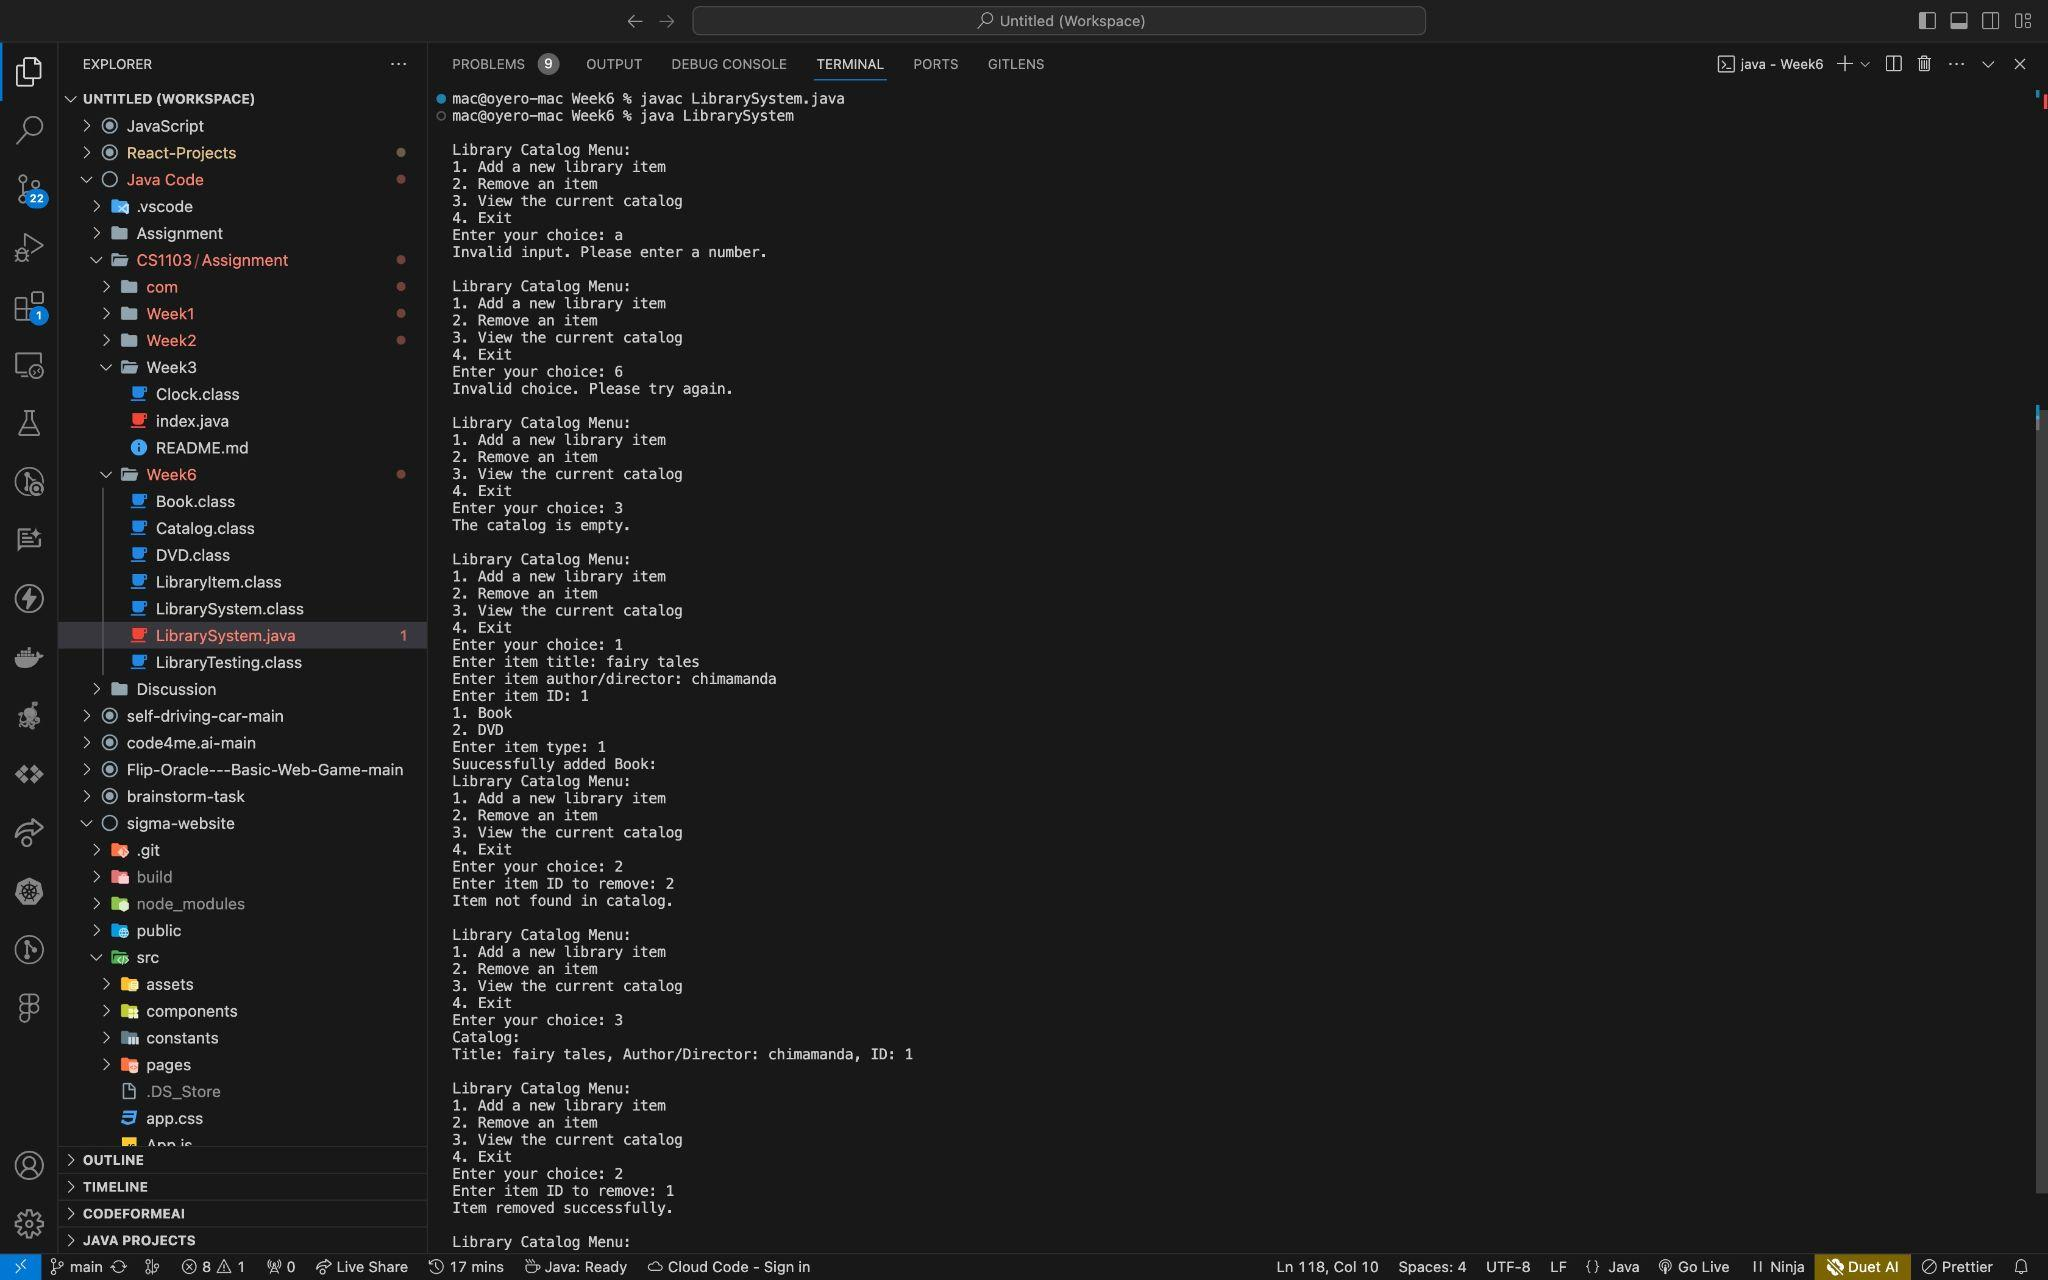 Untitled (Workspace)
EXPLORER
UNTITLED (WORKSPACE)
JavaScript
React-Projects
Java Code
.vscode
Assignment
CS1103/Assignment
com
Week1
Week2
Week3
Clock.class
index.java
README.md
Week6
Book.class
Catalog.class
DVD.class
LibraryItem.class
LibrarySystem.class
LibrarySystem.java 1
LibraryTesting.class
Discussion
self-driving-car-main
code4me.ai-main
Flip-Oracle---Basic-Web-Game-main
brainstorm-task
sigma-website
.git
build
node_modules
public
src
assets
components
constants
pages
.DS_Store
app.css
App.js
OUTLINE
TIMELINE
CODEFORMEAI
JAVA PROJECTS
22
1
PROBLEMS 9 OUTPUT DEBUG CONSOLE TERMINAL PORTS GITLENS
java - Week6
mac@oyero-mac Week6 % javac LibrarySystem.java
mac@oyero-mac Week6 % java LibrarySystem
Library Catalog Menu:
1. Add a new library item
2. Remove an item
3. View the current catalog
4. Exit
Enter your choice: a
Invalid input. Please enter a number.
Library Catalog Menu:
1. Add a new library item
2. Remove an item
3. View the current catalog
4. Exit
Enter your choice: 6
Invalid choice. Please try again.
Library Catalog Menu:
1. Add a new library item
2. Remove an item
3. View the current catalog
4. Exit
Enter your choice: 3
The catalog is empty.
Library Catalog Menu:
1. Add a new library item
2. Remove an item
3. View the current catalog
4. Exit
Enter your choice: 1
Enter item title: fairy tales
Enter item author/director: chimamanda
Enter item ID: 1
1. Book
2. DVD
Enter item type: 1
Suucessfully added Book:
Library Catalog Menu:
1. Add a new library item
2. Remove an item
3. View the current catalog
4. Exit
Enter your choice: 2
Enter item ID to remove: 2
Item not found in catalog.
Library Catalog Menu:
1. Add a new library item
2. Remove an item
3. View the current catalog
4. Exit
Enter your choice: 3
Catalog:
Title: fairy tales, Author/Director: chimamanda, ID: 1
Library Catalog Menu:
1. Add a new library item
2. Remove an item
3. View the current catalog
4. Exit
Enter your choice: 2
Enter item ID to remove: 1
Item removed successfully.
Library Catalog Menu:
main 8 1 0 Live Share 17 mins Java: Ready Cloud Code - Sign in Ln 118, Col 10 Spaces: 4 UTF-8 LF {} Java Go Live Ninja Duet AI Prettier